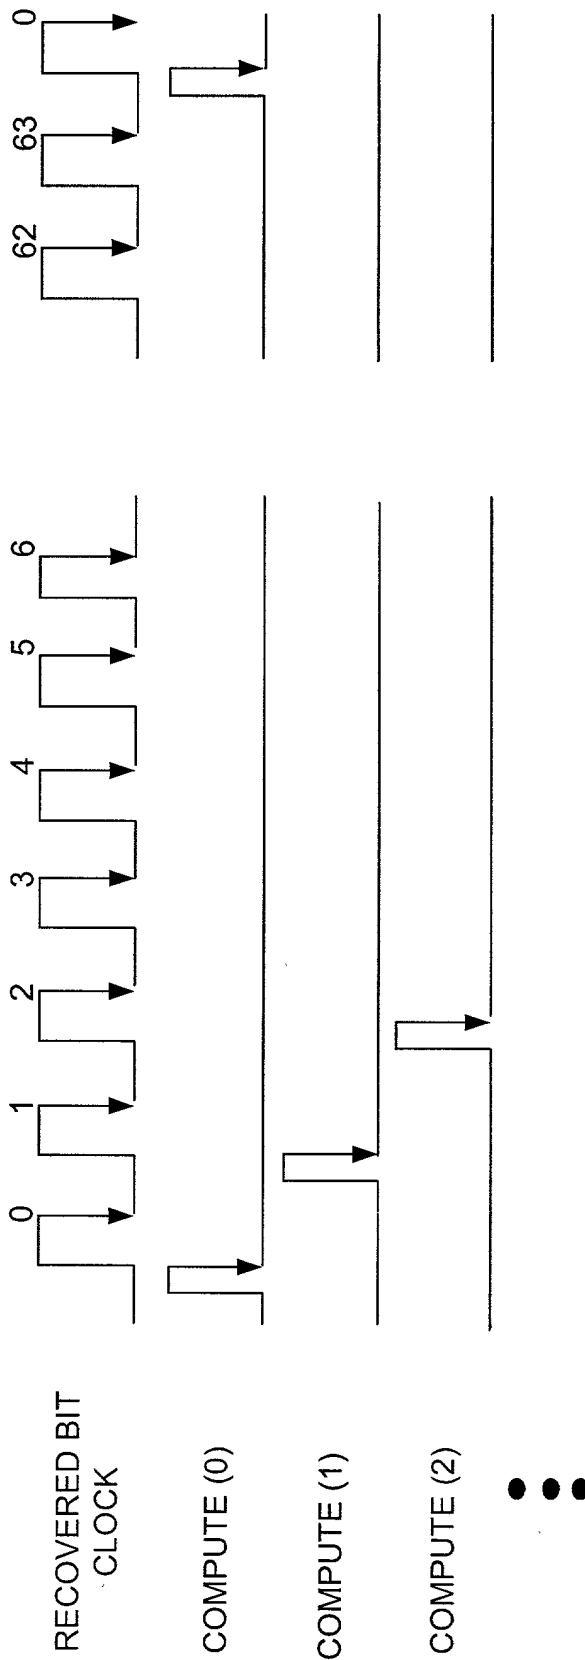 0 1 2 3 4 5 6 62 63 0
RECOVERED BIT
CLOCK
COMPUTE (0)
COMPUTE (1)
COMPUTE (2)